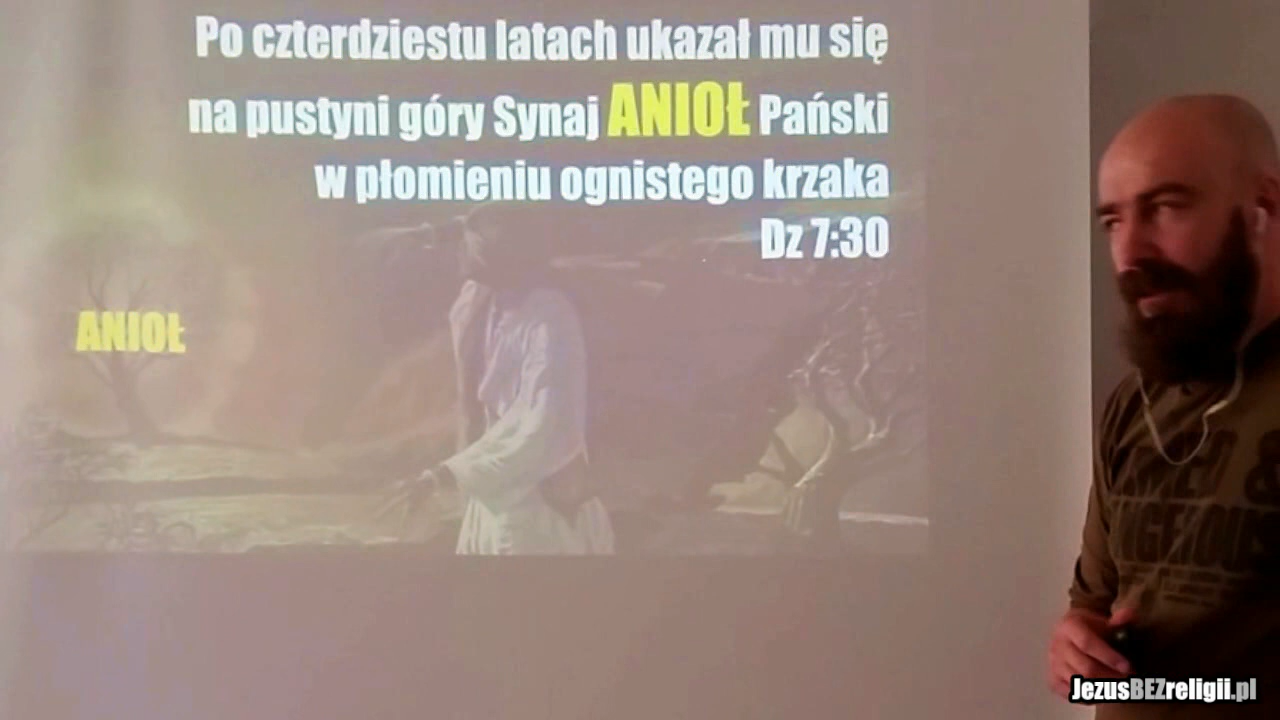 Po czterdziestu latach ukazał mu się
na pustyni góry Synaj ANIOŁ Pański
w płomieniu ognistego krzaka
Dz 7:30
ANIOŁ
JezusBEZreligii.pl